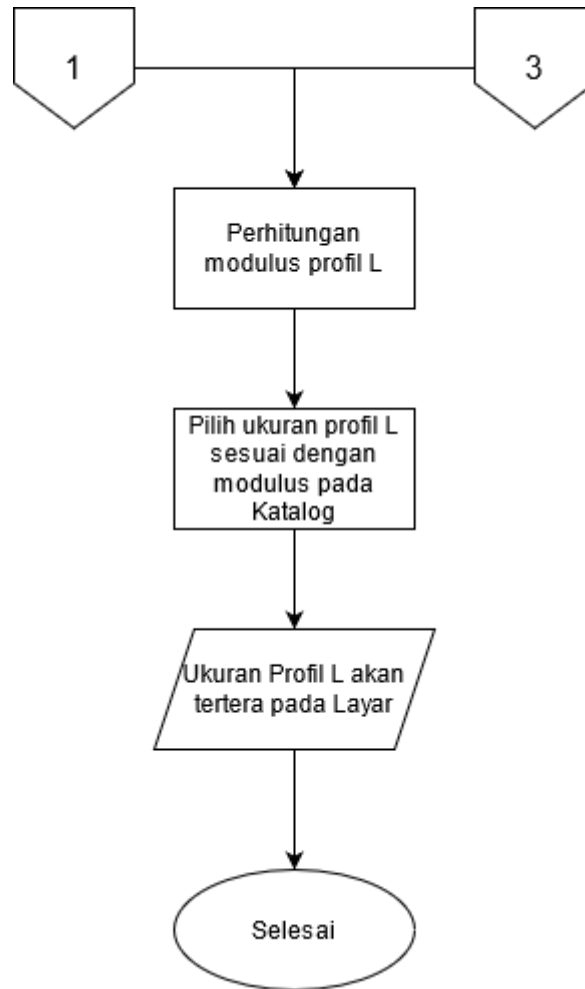 1
3
Perhitungan
modulus profil L
Pilih ukuran profil L
sesuai dengan
modulus pada
Katalog
Ukuran Profil L akan
tertera pada Layar
Selesai